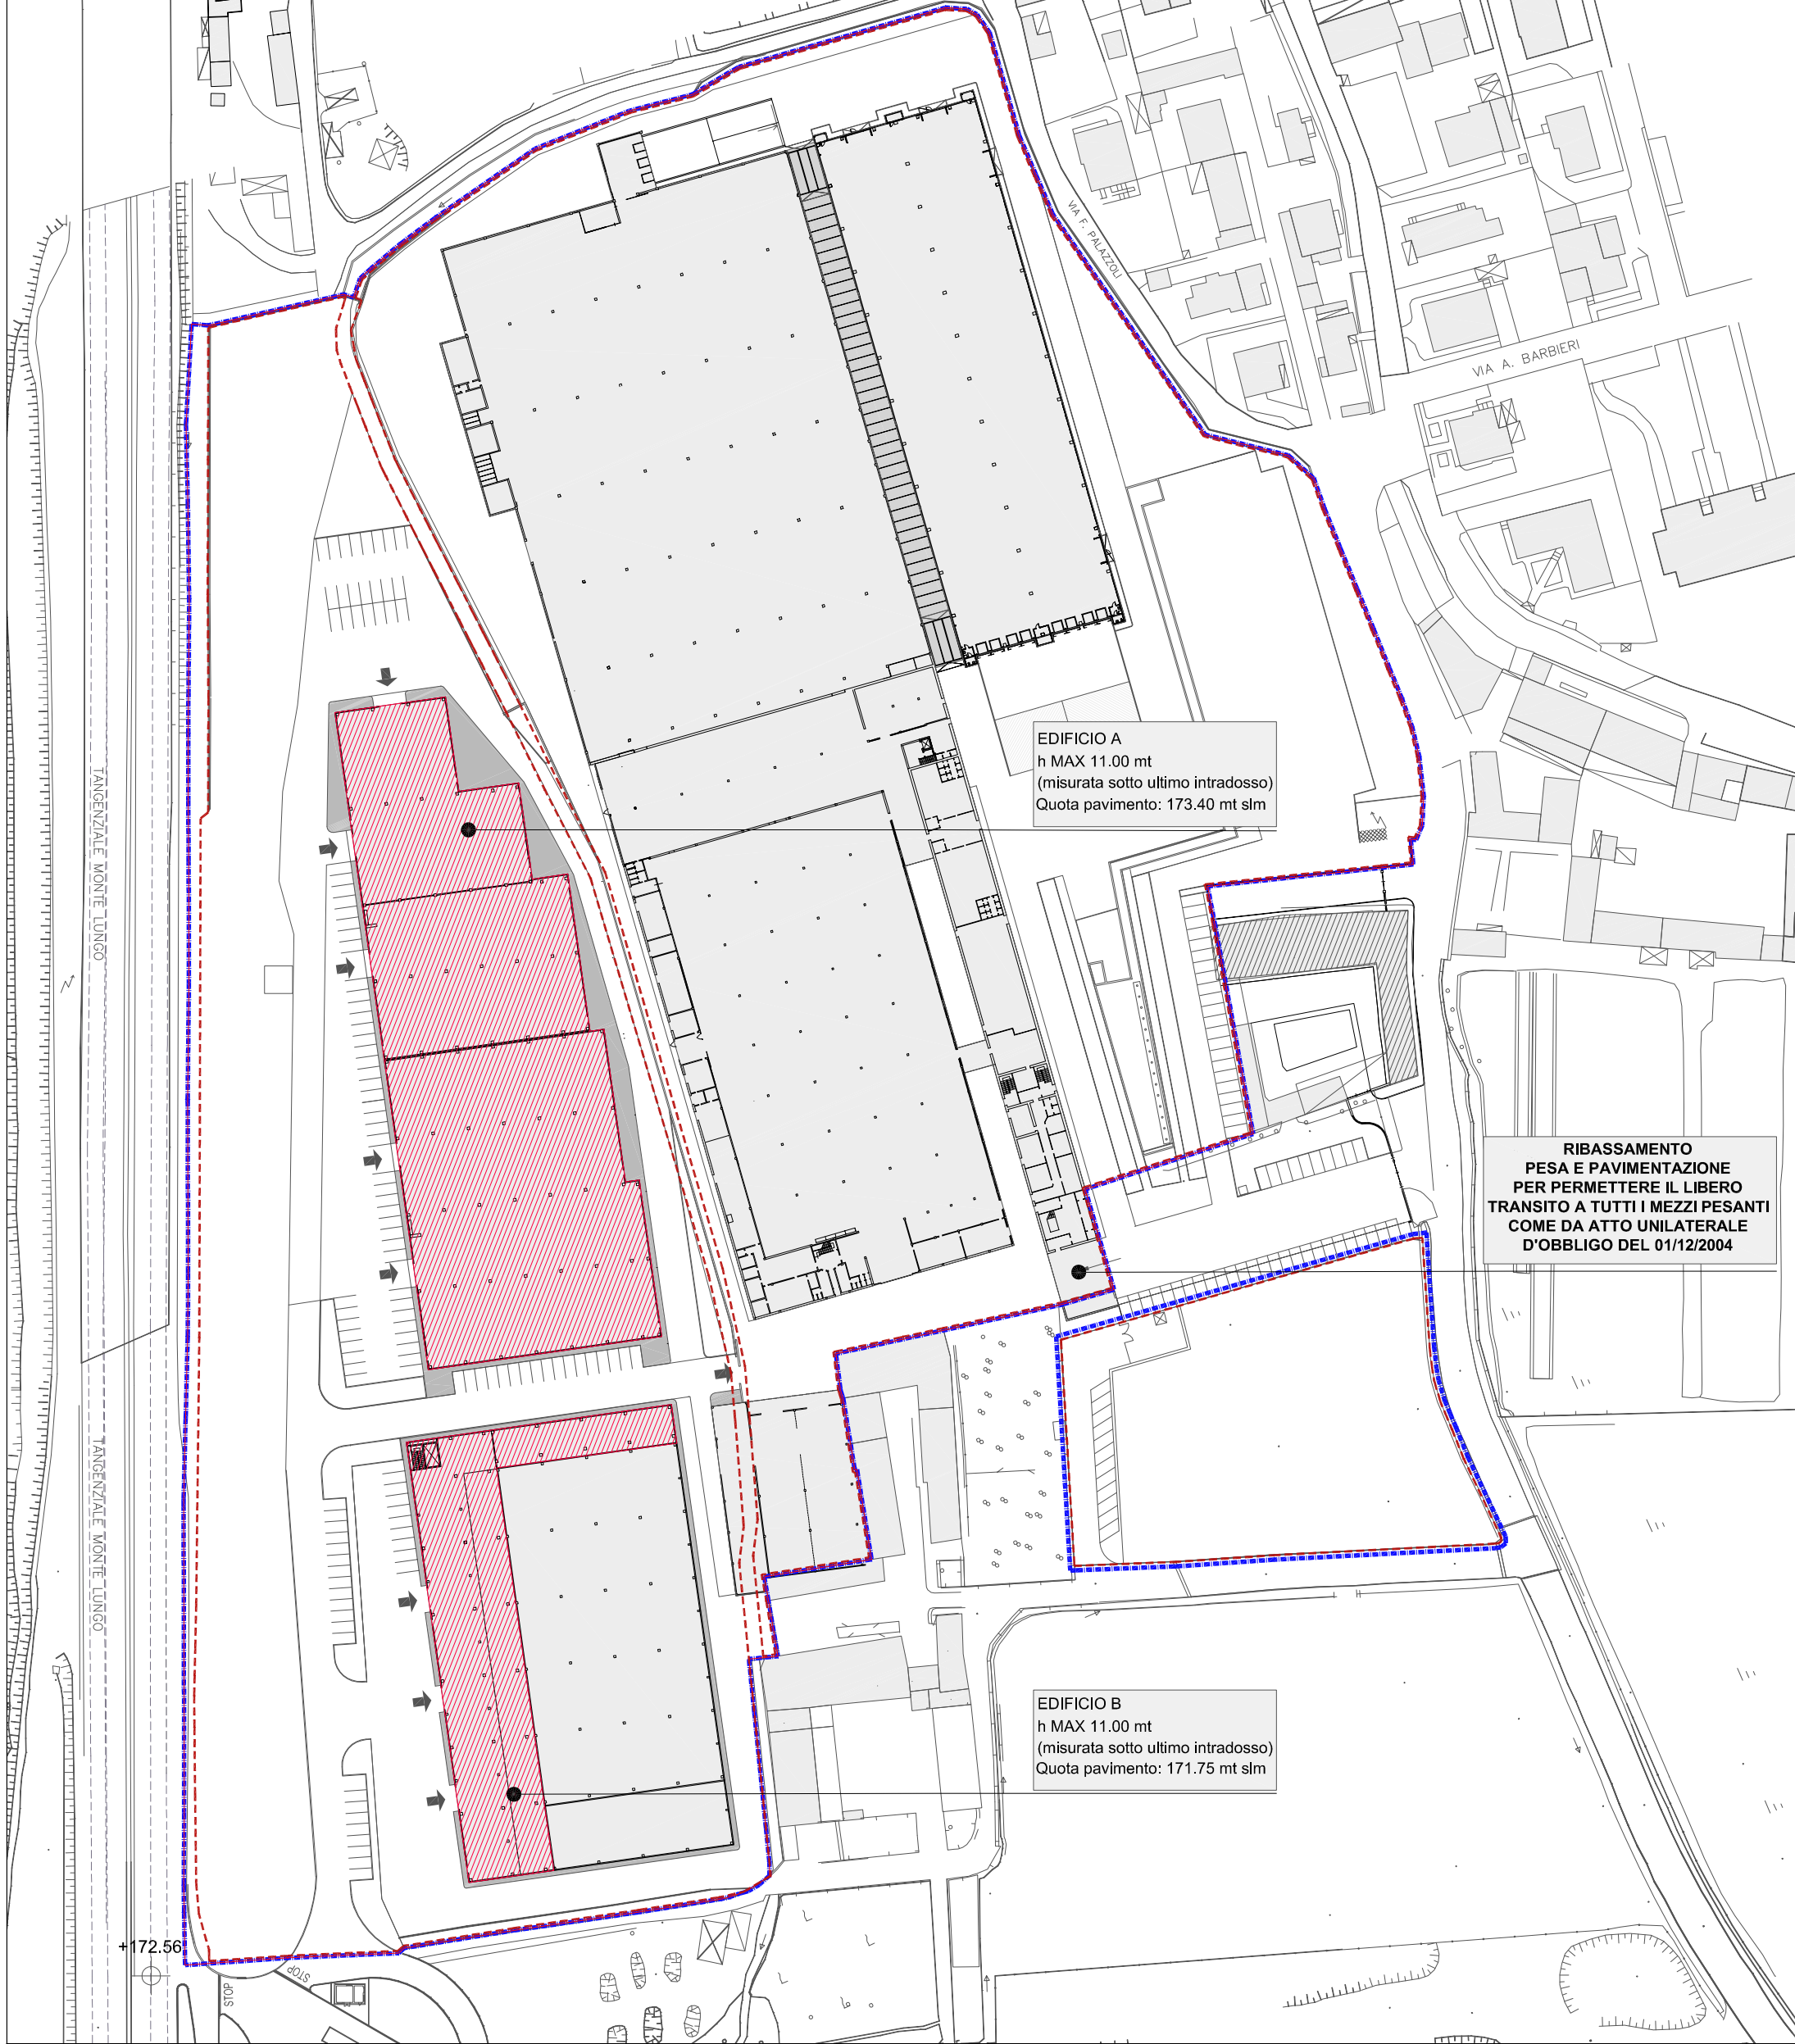 VIA F. PALAZZOLI
VIA A. BARBIERI
EDIFICIO A
h MAX 11.00 mt
(misurata sotto ultimo intradosso)
Quota pavimento: 173.40 mt slm
TANGENZIALE MONTE LUNGO
RIBASSAMENTO
PESA E PAVIMENTAZIONE
PER PERMETTERE IL LIBERO
TRANSITO A TUTTI I MEZZI PESANTI
COME DA ATTO UNILATERALE
D'OBBLIGO DEL 01/12/2004
TANGENZIALE MONTE LUNGO
EDIFICIO B
h MAX 11.00 mt
(misurata sotto ultimo intradosso)
Quota pavimento: 171.75 mt slm
+172.56
STOP
STOP